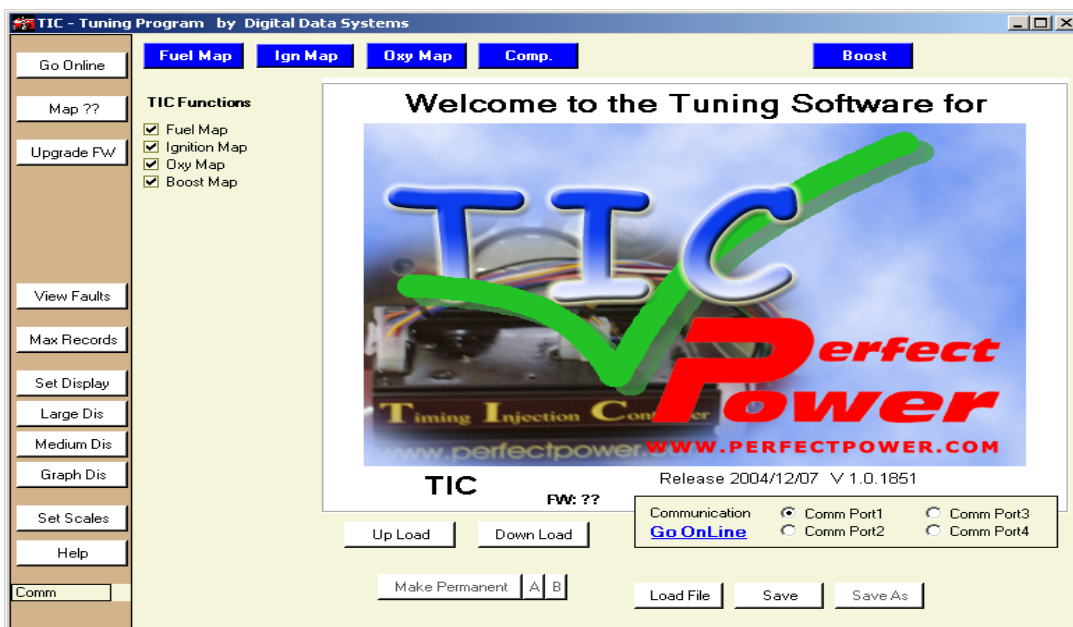 TIC - Tuning Program by Digital Data Systems
Go Online
Map ??
Upgrade FW
View Faults
Max Records
Set Display
Large Dis
Medium Dis
Graph Dis
Set Scales
Help
Comm
Fuel Map
Ign Map
Oxy Map
Comp.
Boost
TIC Functions
Fuel Map
Ignition Map
Oxy Map
Boost Map
Welcome to the Tuning Software for
TIC
Perfect
Power
Timing Injection Controller
www.perfectpower.co
WWW.PERFECTPOWER.COM
TIC
Release 2004/12/07 V 1.0.1851
FW: ??
Communication
Go OnLine
Comm Port1
Comm Port2
Comm Port3
Comm Port4
Up Load
Down Load
Make Permanent
A
B
Load File
Save
Save As